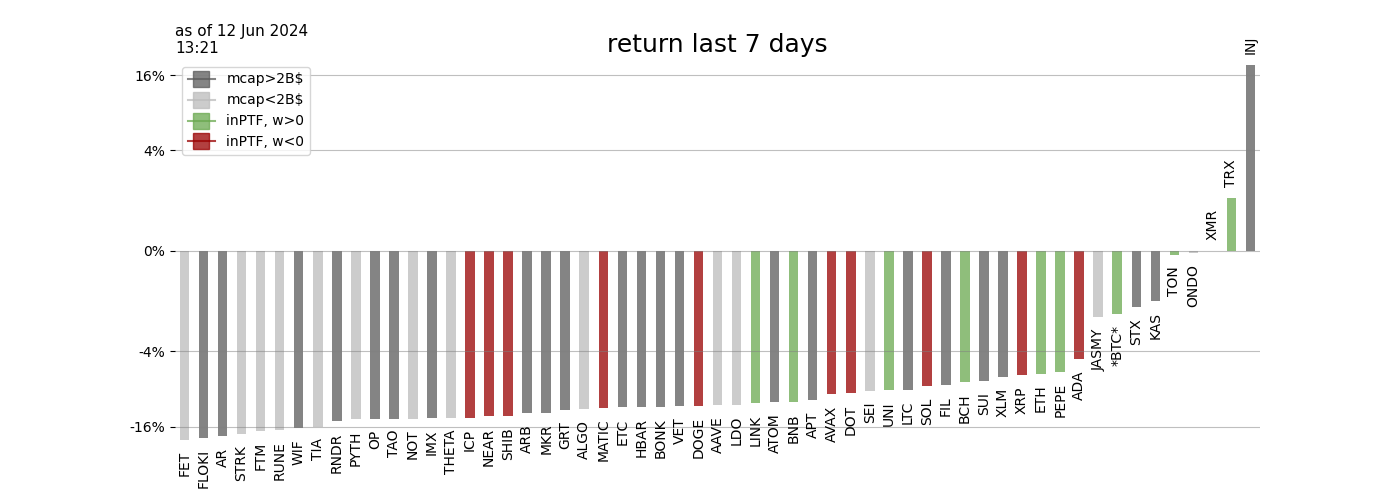 as of 12 Jun 2024
13:21
return last 7 days
mcap>2B$
mcap<2B$
inPTF, w>0
inPTF, w<0
16%
4%
0%
-4%
-16%
FET
FLOKI
AR
STRK
FTM
RUNE
WIF
TIA
RNDR
PYTH
OP
TAO
NOT
IMX
THETA
ICP
NEAR
SHIB
ARB
MKR
GRT
ALGO
MATIC
ETC
HBAR
BONK
VET
DOGE
AAVE
LDO
LINK
ATOM
BNB
APT
AVAX
DOT
SEI
UNI
LTC
SOL
FIL
BCH
SUI
XLM
XRP
ETH
PEPE
ADA
JASMY
*BTC*
STX
KAS
TON
ONDO
XMR
TRX
INJ